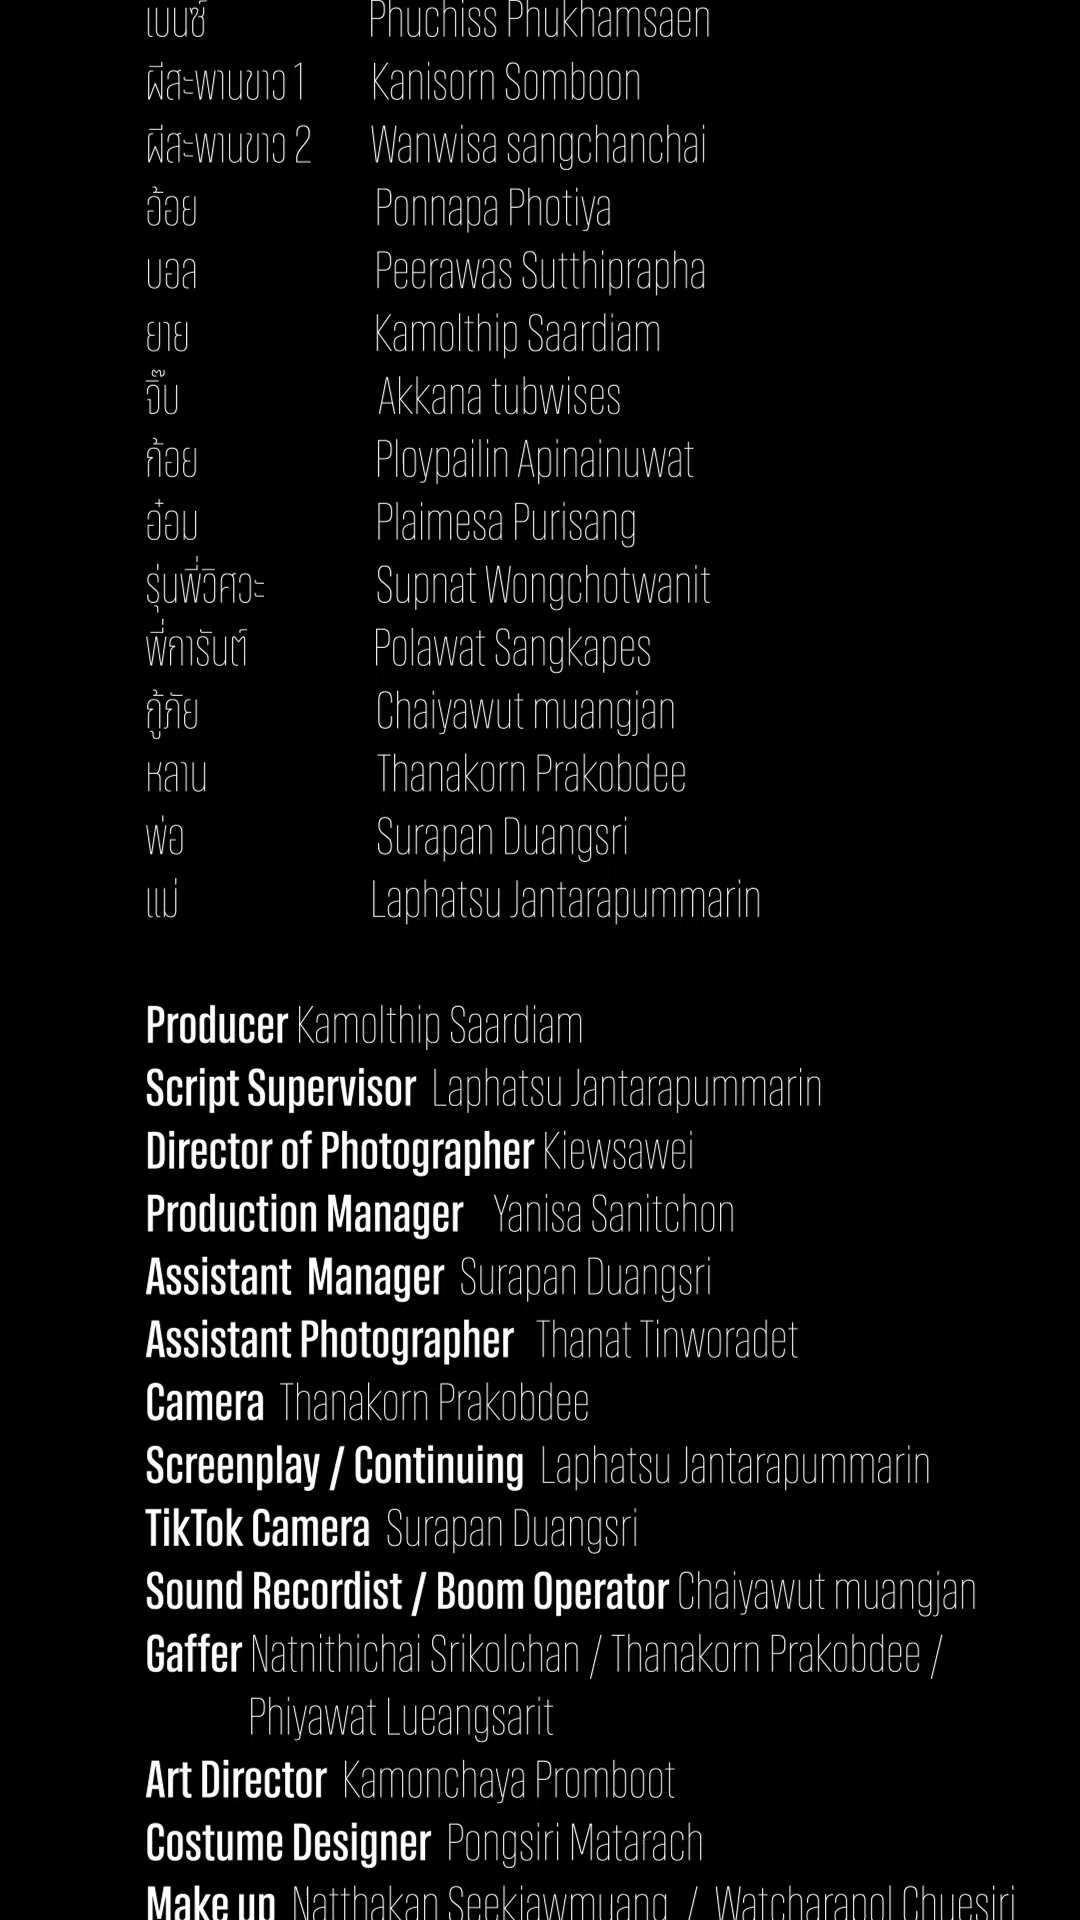 เบนซ์ Phuchiss Phukhamsaen
ผีสะพานขาว 1 Kanisorn Somboon
ผีสะพานขาว 2 Wanwisa sangchanchai
อ้อย Ponnapa Photiya
บอล Peerawas Sutthiprapha
ยาย Kamolthip Saardiam
จิ๊บ Akkana tubwises
ก้อย Ploypailin Apinainuwat
อ๋อม Plaimesa Purisang
รุ่นพี่วิศวะ Supnat Wongchotwanit
พี่การันต์ Polawat Sangkapes
กู้ภัย Chaiyawut muangjan
หลาน Thanakorn Prakobdee
พ่อ Surapan Duangsri
แม่ Laphatsu Jantarapummarin
Producer Kamolthip Saardiam
Script Supervisor Laphatsu Jantarapummarin
Director of Photographer Kiewsawei
Production Manager Yanisa Sanitchon
Assistant Manager Surapan Duangsri
Assistant Photographer Thanat Tinworadet
Camera Thanakorn Prakobdee
Screenplay / Continuing Laphatsu Jantarapummarin
TikTok Camera Surapan Duangsri
Sound Recordist / Boom Operator Chaiyawut muangjan
Gaffer Natnithichai Srikolchan / Thanakorn Prakobdee /
Phiyawat Lueangsarit
Art Director Kamonchaya Promboot
Costume Designer Pongsiri Matarach
Make up Natthakan Seekiawmuang / Watcharapol Chuesiri